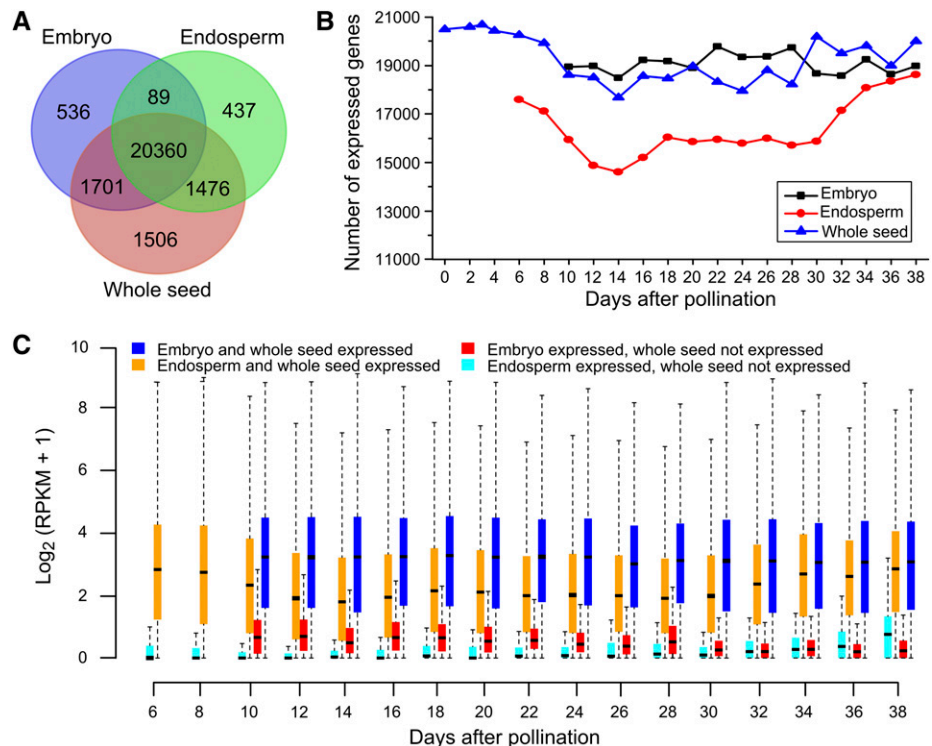 A
Embryo
Endosperm
536
89
437
20360
1701
1476
1506
Whole seed
B
Number of expressed genes
21000
19000
17000
15000
13000
11000
Embryo
Endosperm
Whole seed
0 2 4 6 8 10 12 14 16 18 20 22 24 26 28 30 32 34 36 38
Days after pollination
C
Embryo and whole seed expressed
Endosperm and whole seed expressed
Embryo expressed, whole seed not expressed
Endosperm expressed, whole seed not expressed
Log2 (RPKM + 1)
10
8
6
4
2
0
6 8 10 12 14 16 18 20 22 24 26 28 30 32 34 36 38
Days after pollination